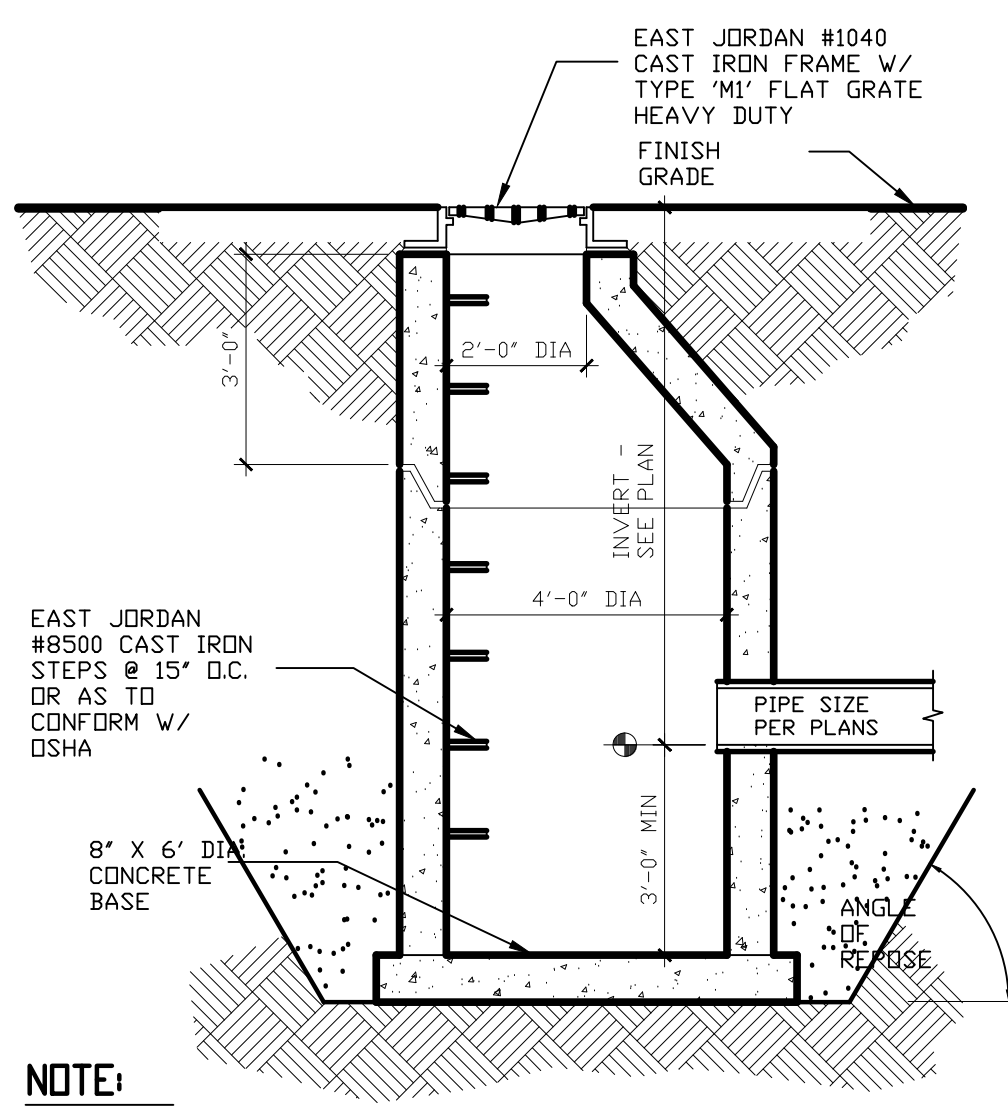 EAST JORDAN #1040
CAST IRON FRAME W/
TYPE 'M1' FLAT GRATE
HEAVY DUTY
FINISH
GRADE
3'-0"
2'-0" DIA
INVERT -
SEE PLAN
4'-0" DIA
EAST JORDAN
#8500 CAST IRON
STEPS @ 15" O.C.
OR AS TO
CONFORM W/
OSHA
PIPE SIZE
PER PLANS
3'-0" MIN
8" X 6' DIA
CONCRETE
BASE
ANGLE
OF
REPOSE
NOTE: